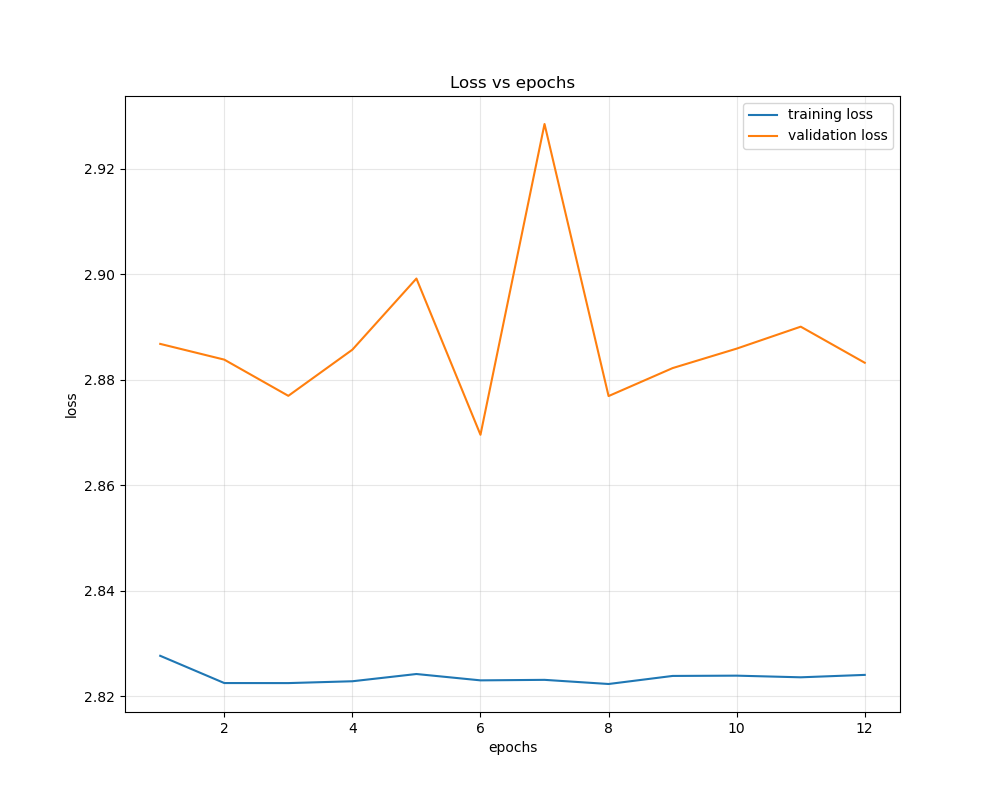 Loss vs epochs
training loss
validation loss
2.92
2.90
2.88
2.86
2.84
2.82
loss
2 4 6 8 10 12
epochs